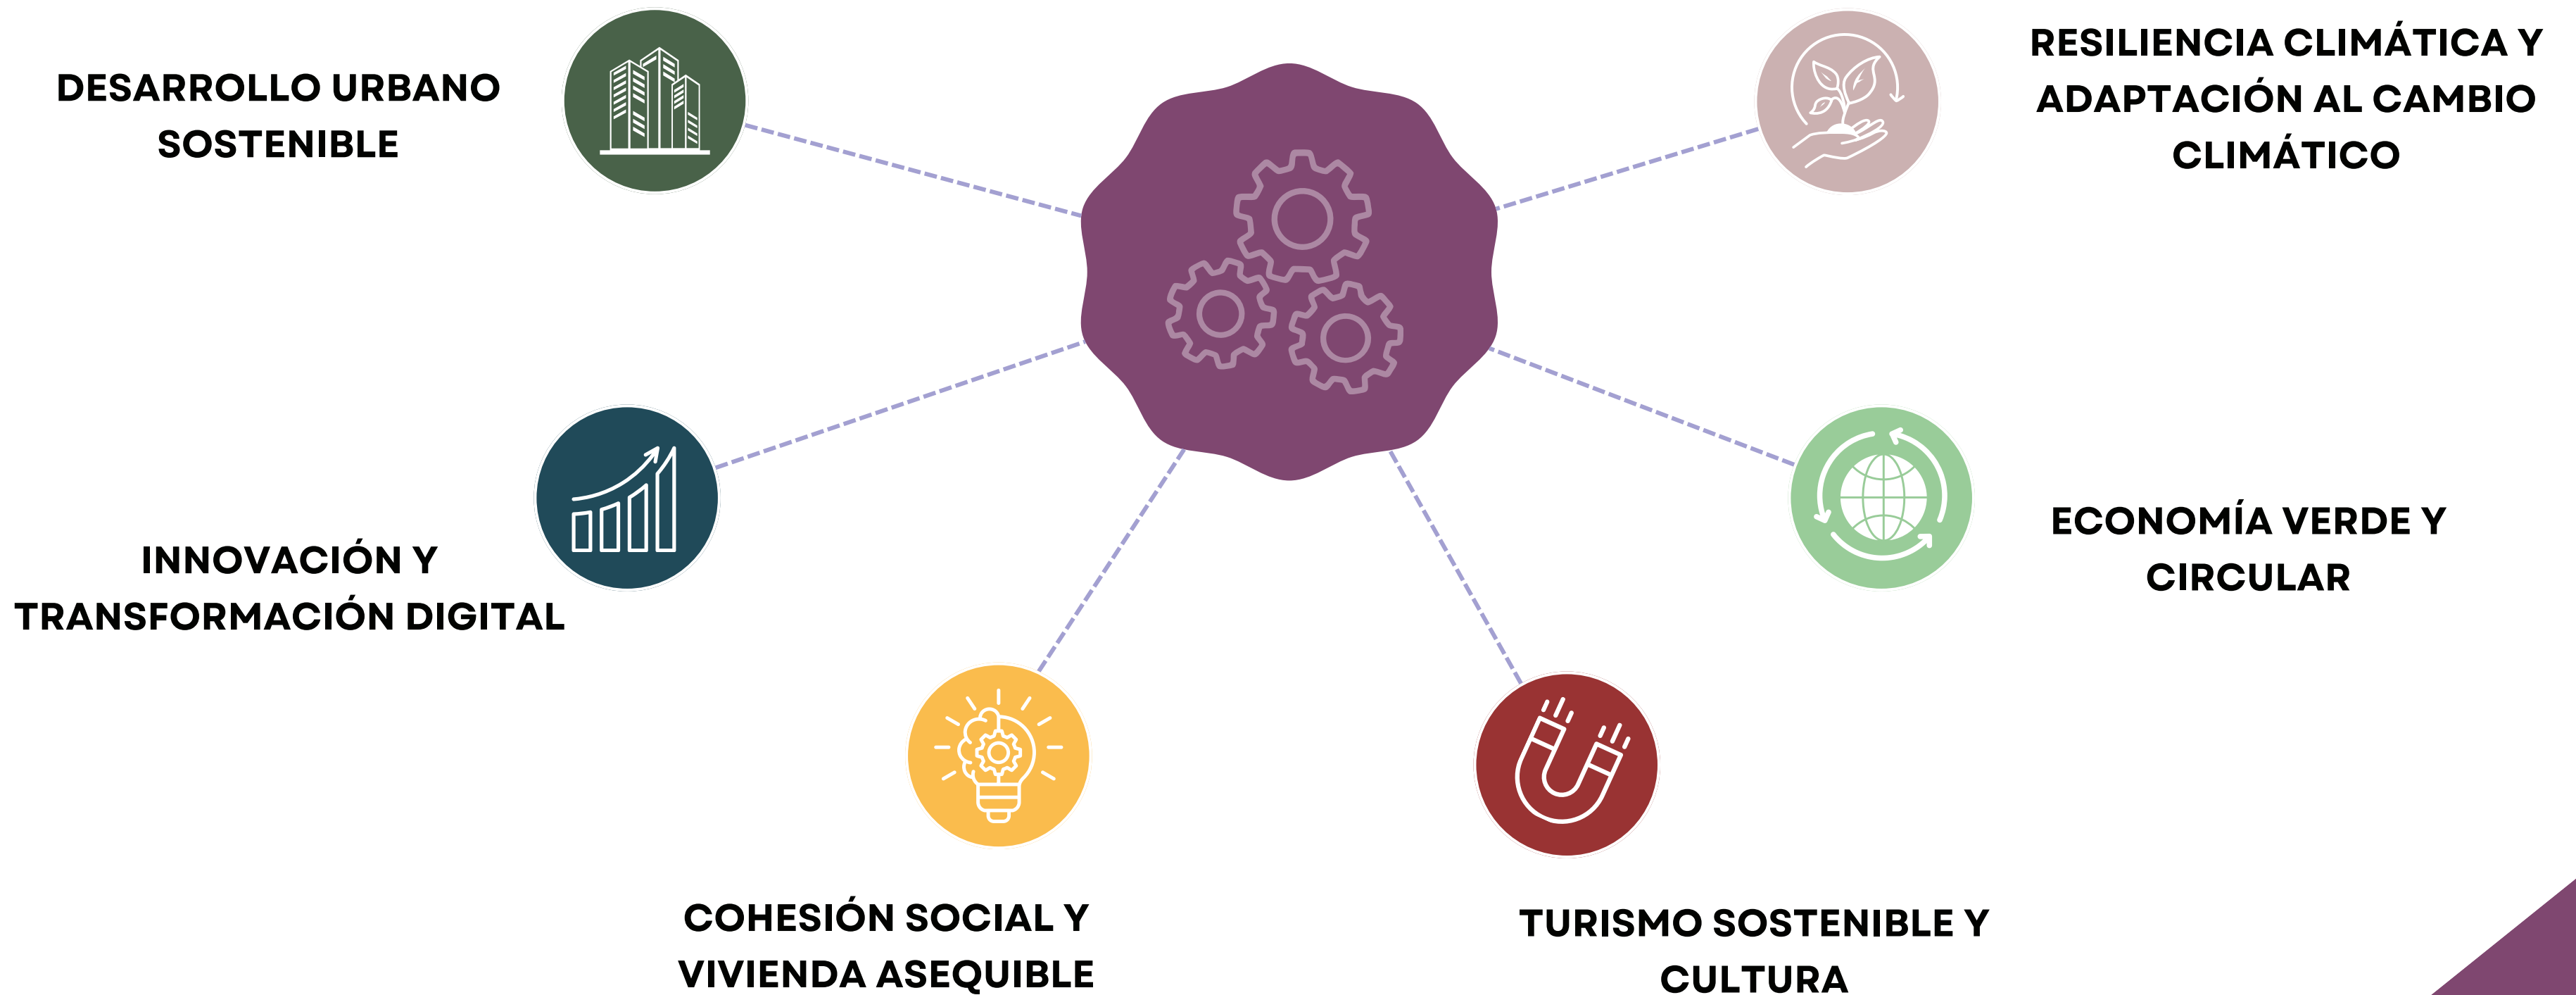 DESARROLLO URBANO
SOSTENIBLE
RESILIENCIA CLIMÁTICA Y
ADAPTACIÓN AL CAMBIO
CLIMÁTICO
INNOVACIÓN Y
TRANSFORMACIÓN DIGITAL
ECONOMÍA VERDE Y
CIRCULAR
COHESIÓN SOCIAL Y
VIVIENDA ASEQUIBLE
TURISMO SOSTENIBLE Y
CULTURA